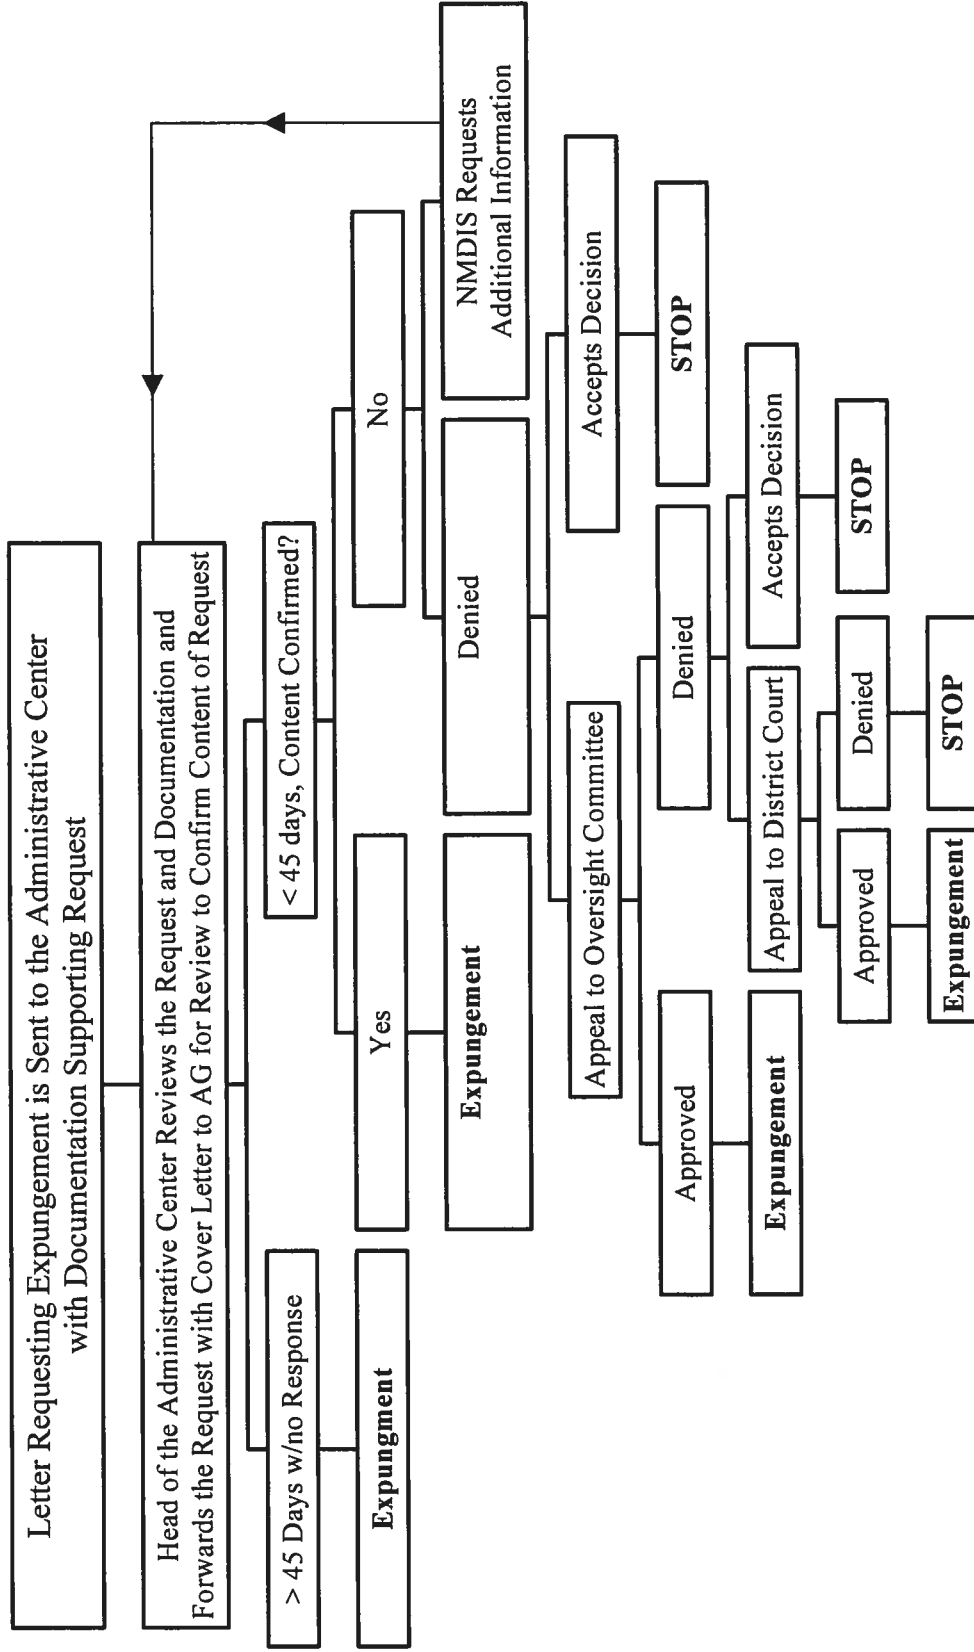 Letter Requesting Expungement is Sent to the Administrative Center
with Documentation Supporting Request
Head of the Administrative Center Reviews the Request and Documentation and
Forwards the Request with Cover Letter to AG for Review to Confirm Content of Request
> 45 Days w/no Response
< 45 days, Content Confirmed?
Expungment
Yes
No
Expungement
Denied
NMDIS Requests
Additional Information
Appeal to Oversight Committee
Accepts Decision
Approved
Denied
STOP
Expungement
Appeal to District Court
Accepts Decision
Approved
Denied
STOP
Expungement
STOP